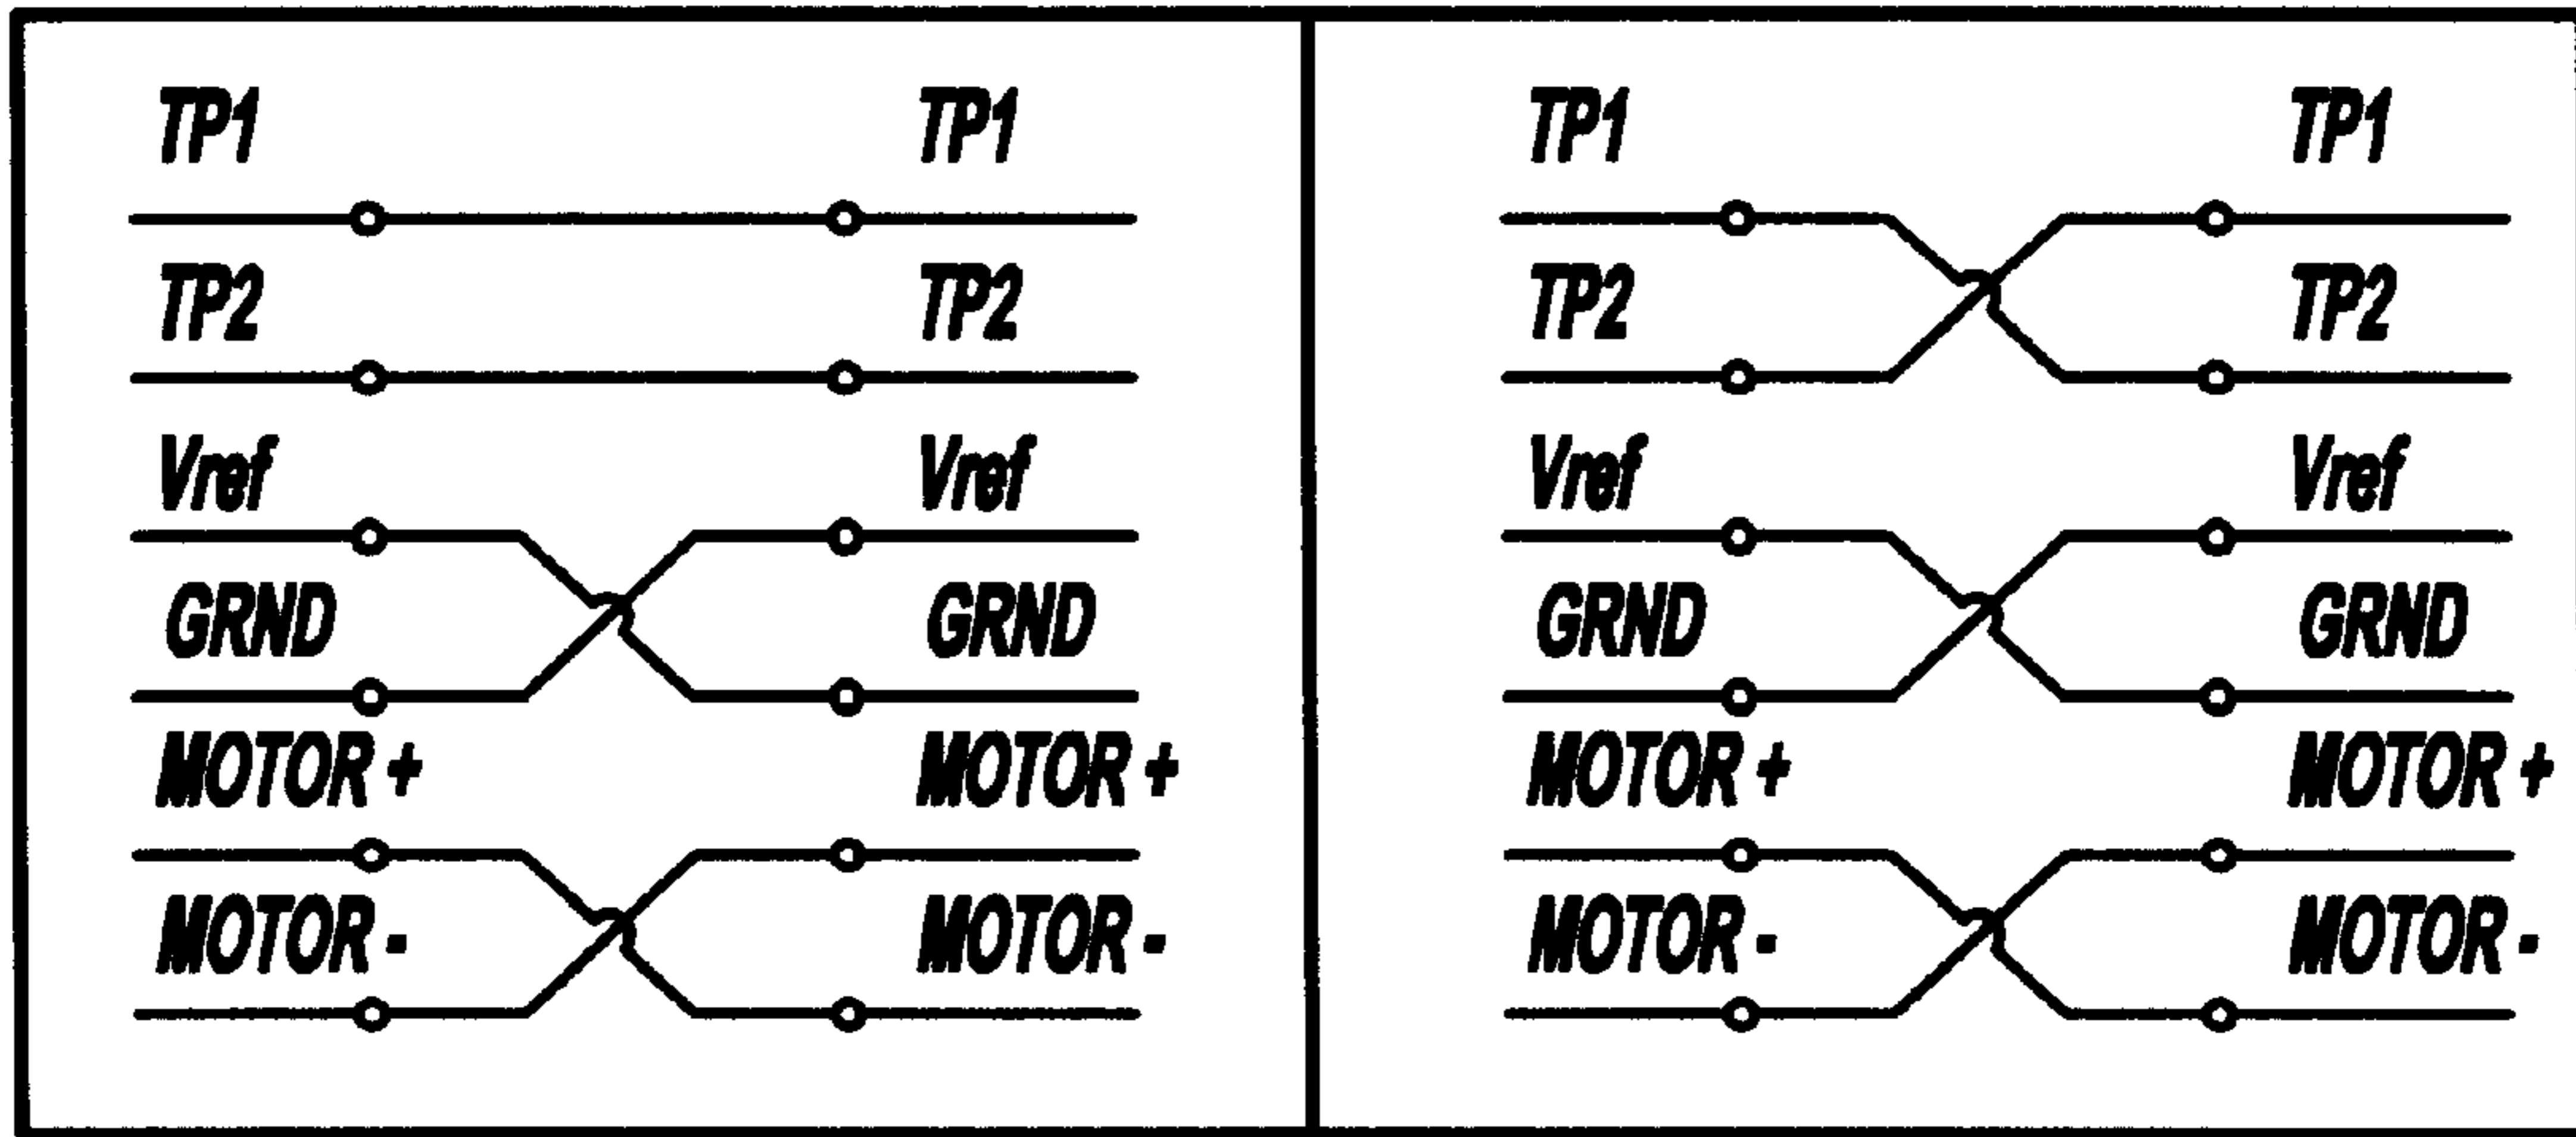 TP1 TP1
TP2 TP2
Vref Vref
GRND GRND
MOTOR + MOTOR +
MOTOR - MOTOR -
TP1 TP1
TP2 TP2
Vref Vref
GRND GRND
MOTOR + MOTOR +
MOTOR - MOTOR -